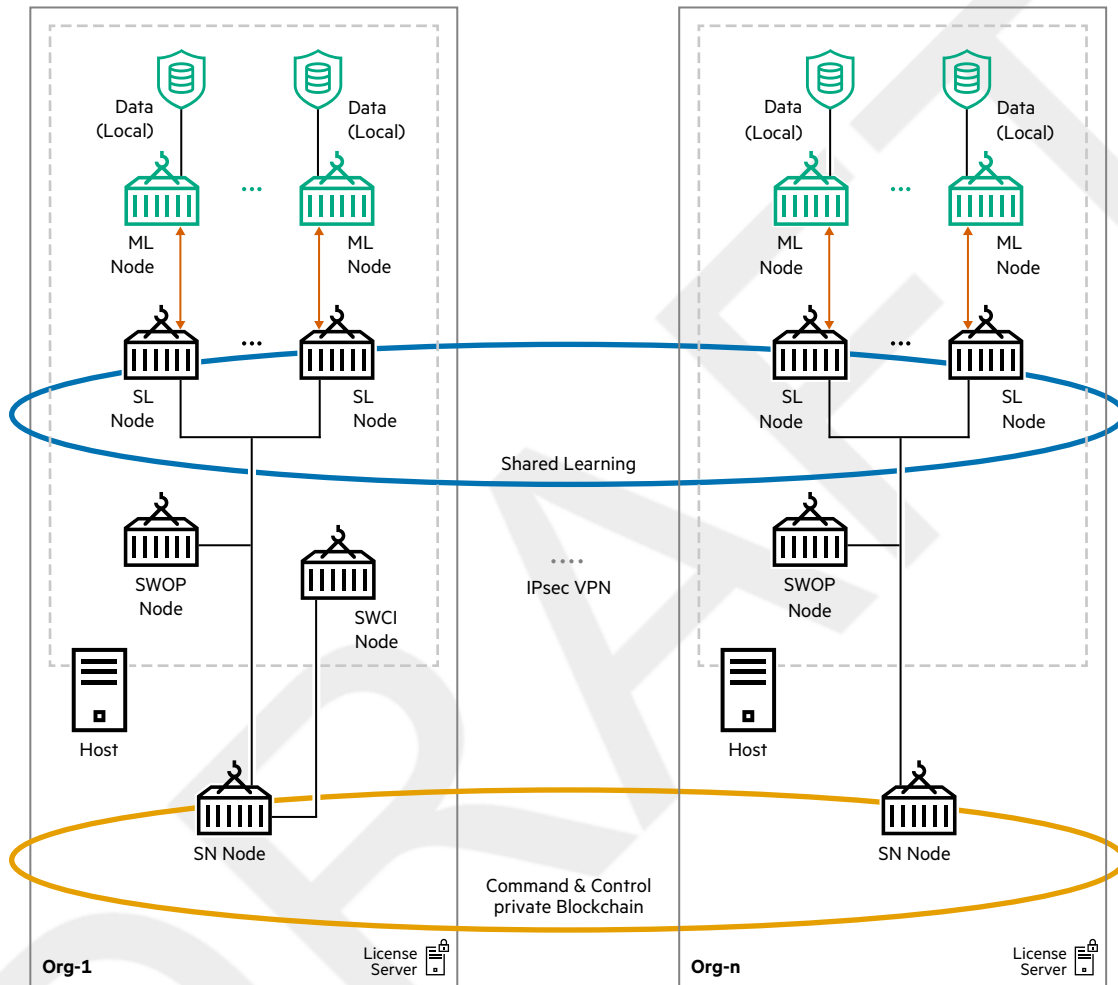 Data
(Local)
Data
(Local)
Data
(Local)
Data
(Local)
...
...
ML
Node
ML
Node
ML
Node
ML
Node
...
...
SL
Node
SL
Node
SL
Node
SL
Node
Shared Learning
SWOP
Node
SWCI
Node
....
IPsec VPN
SWOP
Node
Host
Host
SN Node
SN Node
Command & Control
private Blockchain
Org-1
License
Server
Org-n
License
Server
DRAFT